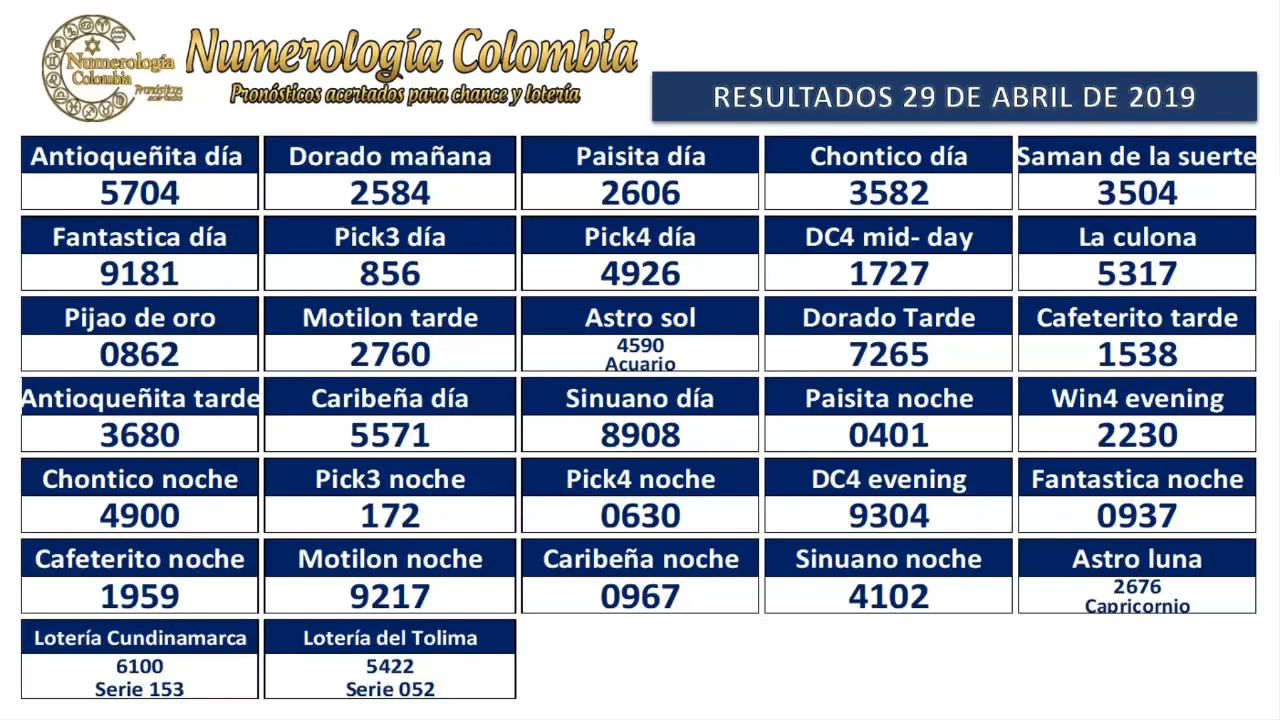 Numerología
Colombia
Pronósticos
acertados
Numerología Colombia
Pronósticos acertados para chance y lotería
RESULTADOS 29 DE ABRIL DE 2019
Antioqueñita día
5704
Dorado mañana
2584
Paisita día
2606
Chontico día
3582
Saman de la suerte
3504
Fantastica día
9181
Pick3 día
856
Pick4 día
4926
DC4 mid- day
1727
La culona
5317
Pijao de oro
0862
Motilon tarde
2760
Astro sol
4590
Acuario
Dorado Tarde
7265
Cafeterito tarde
1538
Antioqueñita tarde
3680
Caribeña día
5571
Sinuano día
8908
Paisita noche
0401
Win4 evening
2230
Chontico noche
4900
Pick3 noche
172
Pick4 noche
0630
DC4 evening
9304
Fantastica noche
0937
Cafeterito noche
1959
Motilon noche
9217
Caribeña noche
0967
Sinuano noche
4102
Astro luna
2676
Capricornio
Lotería Cundinamarca
6100
Serie 153
Lotería del Tolima
5422
Serie 052